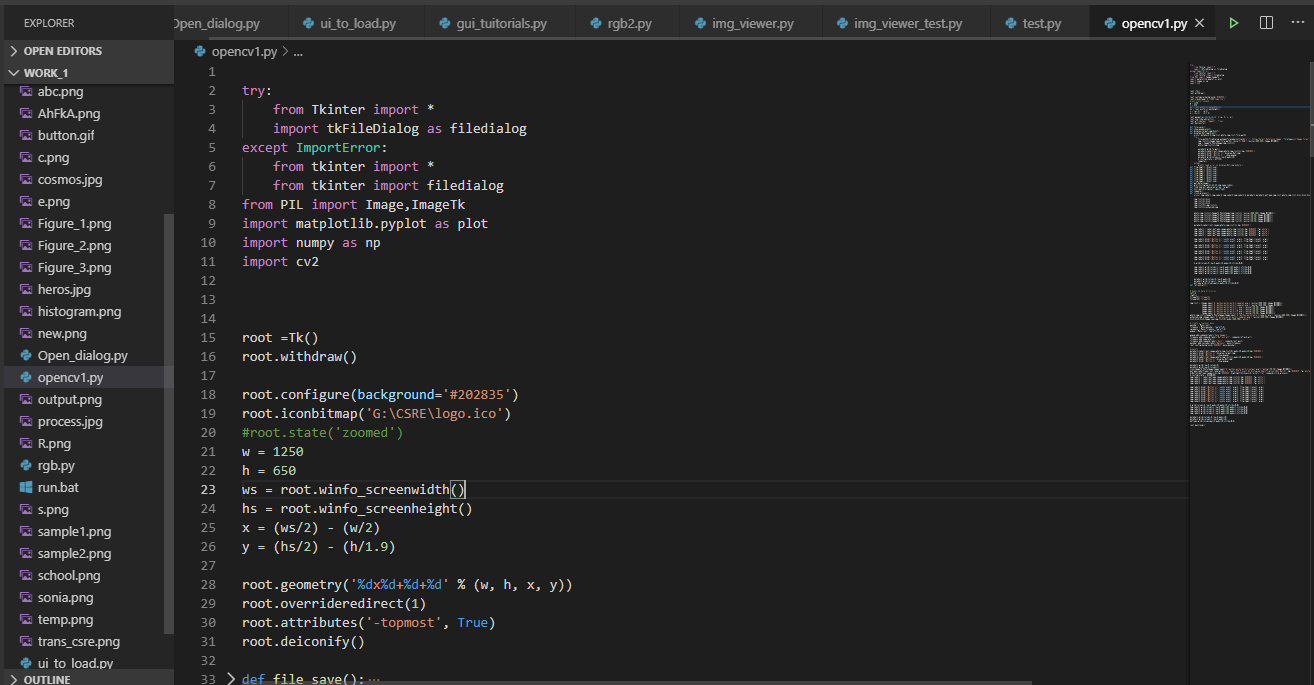 EXPLORER
Open_dialog.py ui_to_load.py gui_tuitorials.py rgb2.py img_viewer.py img_viewer_test.py test.py opencv1.py
OPEN EDITORS
WORK_1
abc.png
AhFkA.png
button.gif
c.png
cosmos.jpg
e.png
Figure_1.png
Figure_2.png
Figure_3.png
heros.jpg
histogram.png
new.png
Open_dialog.py
opencv1.py
output.png
process.jpg
R.png
rgb.py
run.bat
s.png
sample1.png
sample2.png
school.png
sonia.png
temp.png
trans_csre.png
ui_to_load.py
OUTLINE
opencv1.py > ...
1
2 try:
3 from Tkinter import *
4 import tkFileDialog as filedialog
5 except ImportError:
6 from tkinter import *
7 from tkinter import filedialog
8 from PIL import Image,ImageTk
9 import matplotlib.pyplot as plot
10 import numpy as np
11 import cv2
12
13
14
15 root =Tk()
16 root.withdraw()
17
18 root.configure(background='#202835')
19 root.iconbitmap('G:\CSRE\logo.ico')
20 #root.state('zoomed')
21 w = 1250
22 h = 650
23 ws = root.winfo_screenwidth()
24 hs = root.winfo_screenheight()
25 x = (ws/2) - (w/2)
26 y = (hs/2) - (h/1.9)
27
28 root.geometry('%dx%d+%d+%d' % (w, h, x, y))
29 root.overrideredirect(1)
30 root.attributes('-topmost', True)
31 root.deiconify()
32
33 def file_save():...